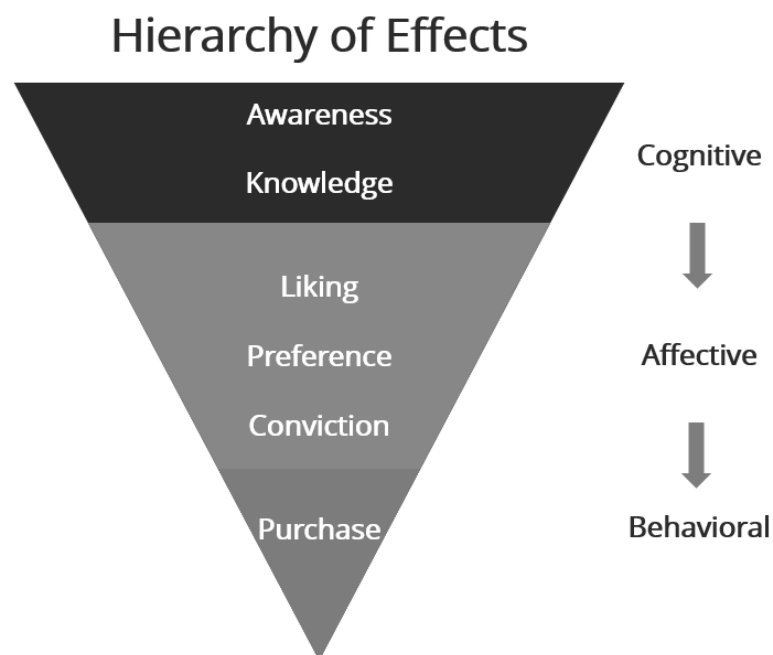 Hierarchy of Effects
Awareness
Knowledge
Cognitive
Liking
Preference
Conviction
Affective
Purchase
Behavioral